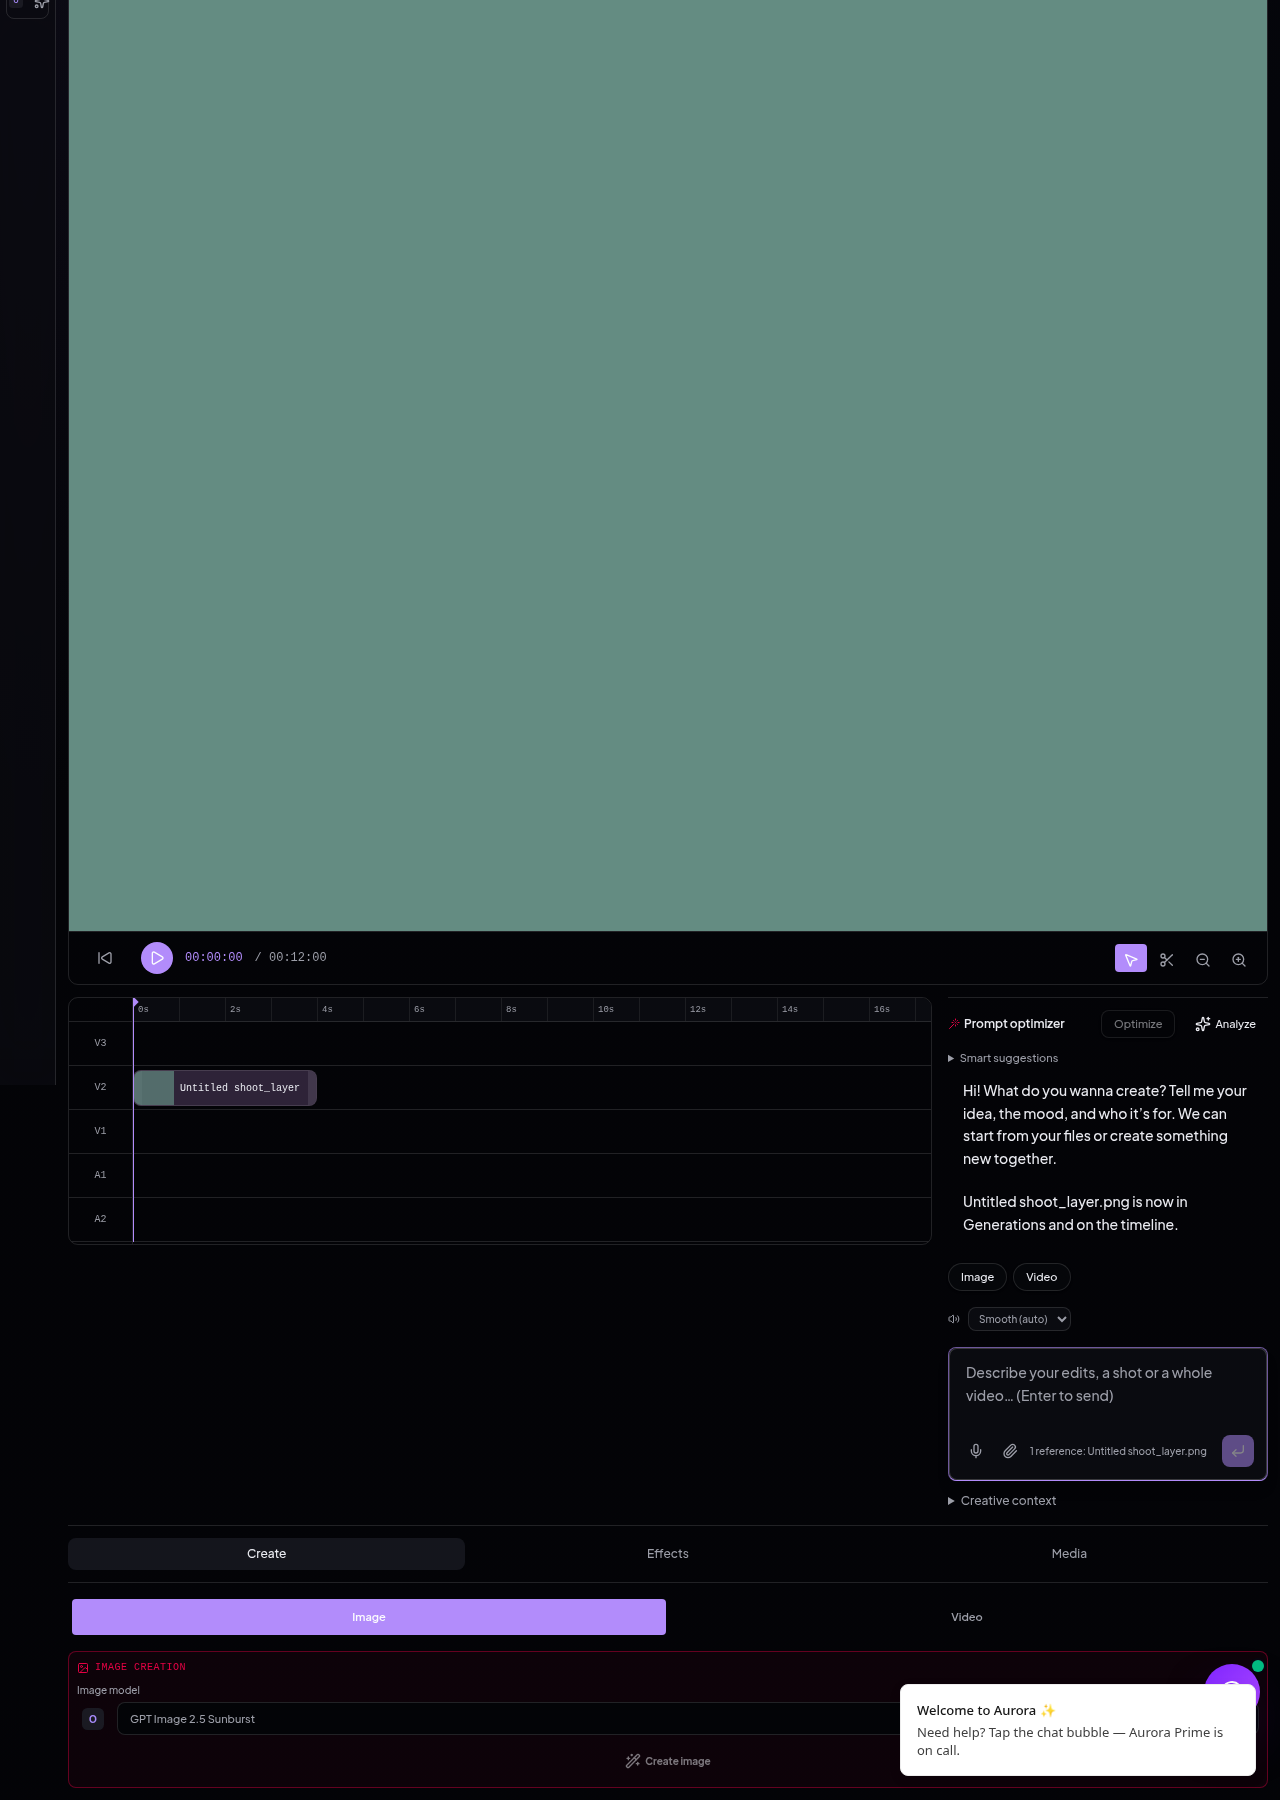 00:00:00 / 00:12:00
0s 2s 4s 6s 8s 10s 12s 14s 16s
V3
V2
Untitled shoot_layer
V1
A1
A2
Prompt optimizer
Optimize
Analyze
Smart suggestions
Hi! What do you wanna create? Tell me your
idea, the mood, and who it’s for. We can
start from your files or create something
new together.
Untitled shoot_layer.png is now in
Generations and on the timeline.
Image
Video
Smooth (auto)
Describe your edits, a shot or a whole
video… (Enter to send)
1 reference: Untitled shoot_layer.png
Creative context
Create
Effects
Media
Image
Video
IMAGE CREATION
Image model
O
GPT Image 2.5 Sunburst
Create image
Welcome to Aurora ✨
Need help? Tap the chat bubble — Aurora Prime is
on call.